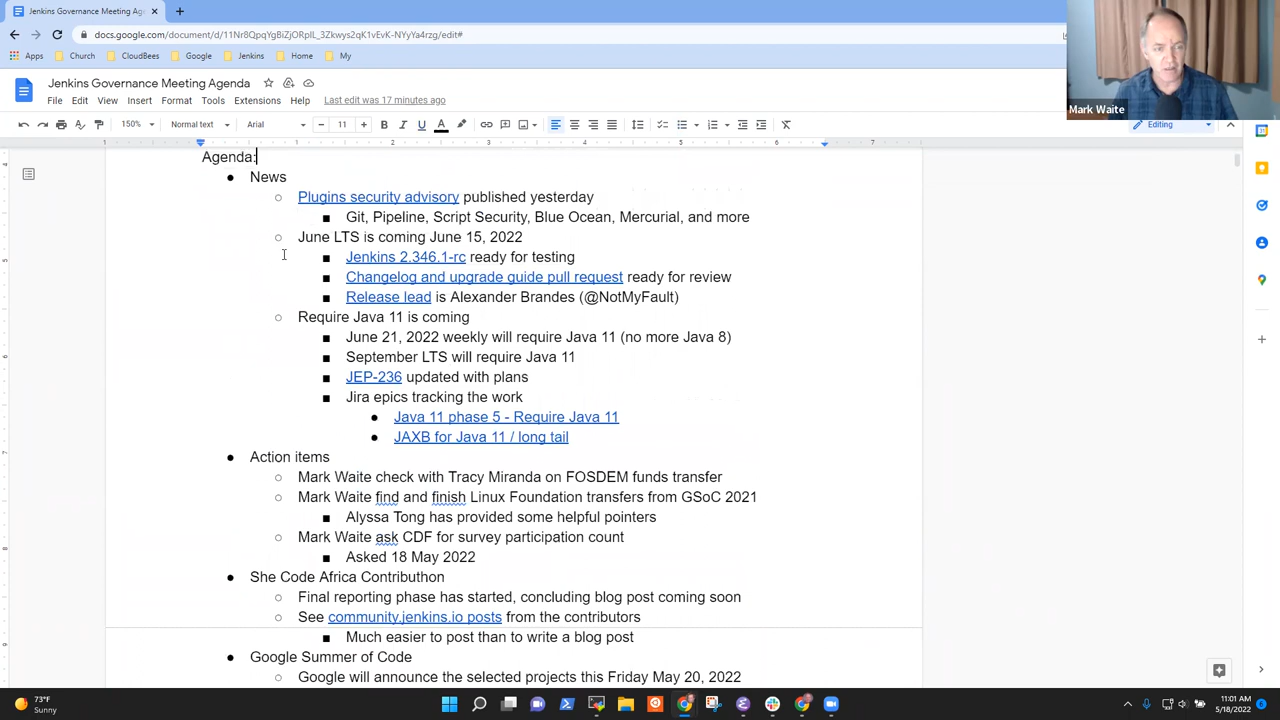 Jenkins Governance Meeting Ag
docs.google.com/document/d/11Nr8QpqYgBiZjORpIL_3Zkwys2qK1vEvK-NYyYa4rzg/edit#
Apps Church CloudBees Google Jenkins Home My
Jenkins Governance Meeting Agenda
File Edit View Insert Format Tools Extensions Help Last edit was 17 minutes ago
150% Normal text Arial 11 Editing
Mark Waite
Agenda:
News
Plugins security advisory published yesterday
Git, Pipeline, Script Security, Blue Ocean, Mercurial, and more
June LTS is coming June 15, 2022
Jenkins 2.346.1-rc ready for testing
Changelog and upgrade guide pull request ready for review
Release lead is Alexander Brandes (@NotMyFault)
Require Java 11 is coming
June 21, 2022 weekly will require Java 11 (no more Java 8)
September LTS will require Java 11
JEP-236 updated with plans
Jira epics tracking the work
Java 11 phase 5 - Require Java 11
JAXB for Java 11 / long tail
Action items
Mark Waite check with Tracy Miranda on FOSDEM funds transfer
Mark Waite find and finish Linux Foundation transfers from GSoC 2021
Alyssa Tong has provided some helpful pointers
Mark Waite ask CDF for survey participation count
Asked 18 May 2022
She Code Africa Contributhon
Final reporting phase has started, concluding blog post coming soon
See community.jenkins.io posts from the contributors
Much easier to post than to write a blog post
Google Summer of Code
Google will announce the selected projects this Friday May 20, 2022
73°F
Sunny
11:01 AM
5/18/2022